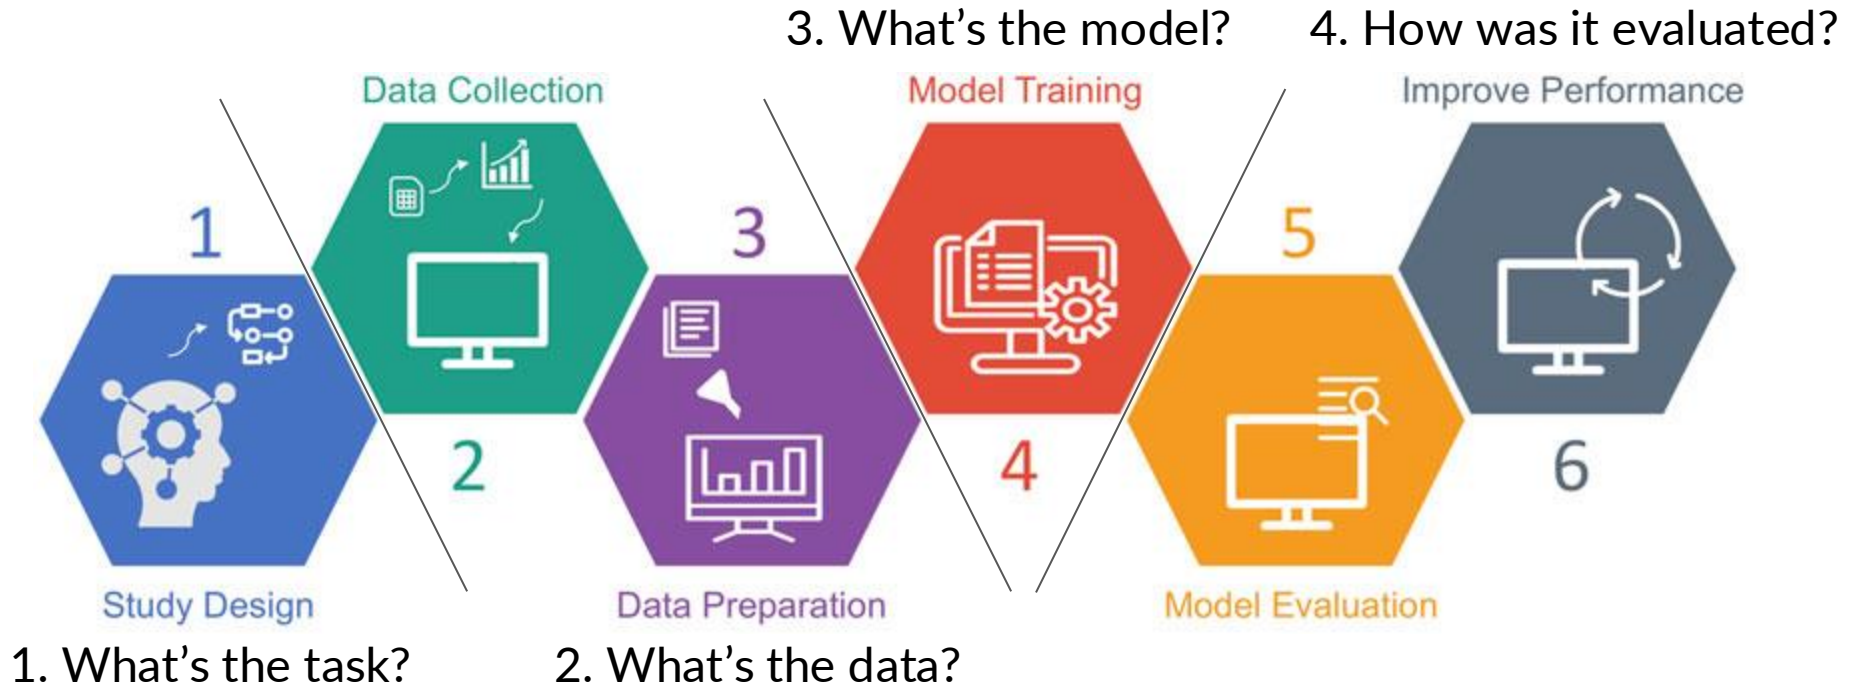 3. What’s the model?
4. How was it evaluated?
Data Collection
Model Training
Improve Performance
1
3
5
2
4
6
Study Design
Data Preparation
Model Evaluation
1. What’s the task?
2. What’s the data?